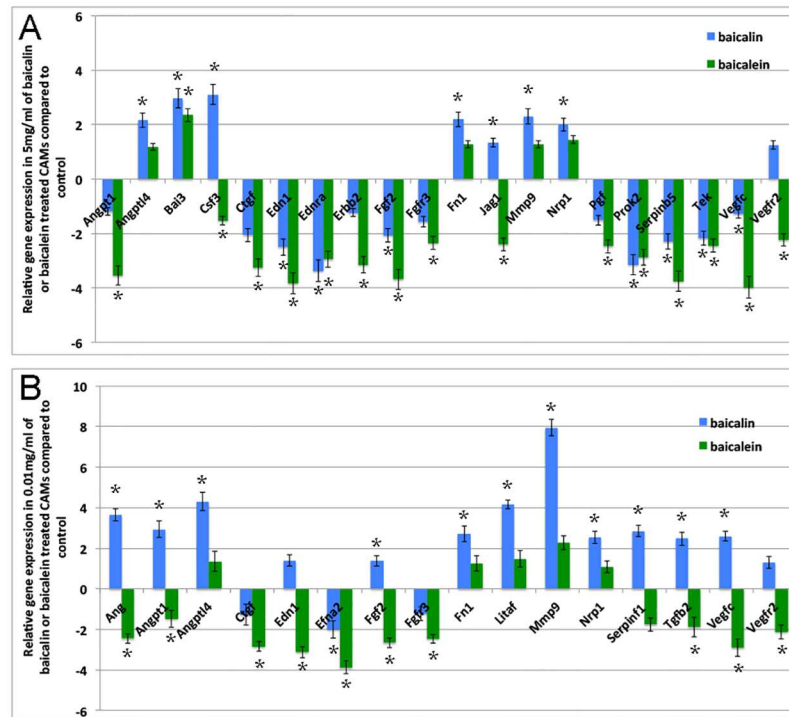 A
Relative gene expression in 5mg/ml of baicalin
or baicalein treated CAMs compared to
control
6
4
2
0
-2
-4
-6
baicalin
baicalein
* * * * * * * * *
Angpt1 Angptl4 Bai3 Csf3 Ctgf Edn1 Ednra Erbb2 Fgf2 Fgfr3 Fn1 Jag1 Mmp9 Nrp1 Pgf Prok2 Serpinb5 Tek Vegfc Vegfr2
* * * * * * * * * * * * * * * * * * * * * * *
B
Relative gene expression in 0.01mg/ml of
baicalin or baicalein treated CAMs compared to
control
10
8
6
4
2
0
-2
-4
-6
baicalin
baicalein
* * * * * * * * * * *
Ang Angpt1 Angptl4 Ctgf Edn1 Efna2 Fgf2 Fgfr3 Fn1 Litaf Mmp9 Nrp1 Serpinf1 Tgfb2 Vegfc Vegfr2
* * * * * * * * * * *